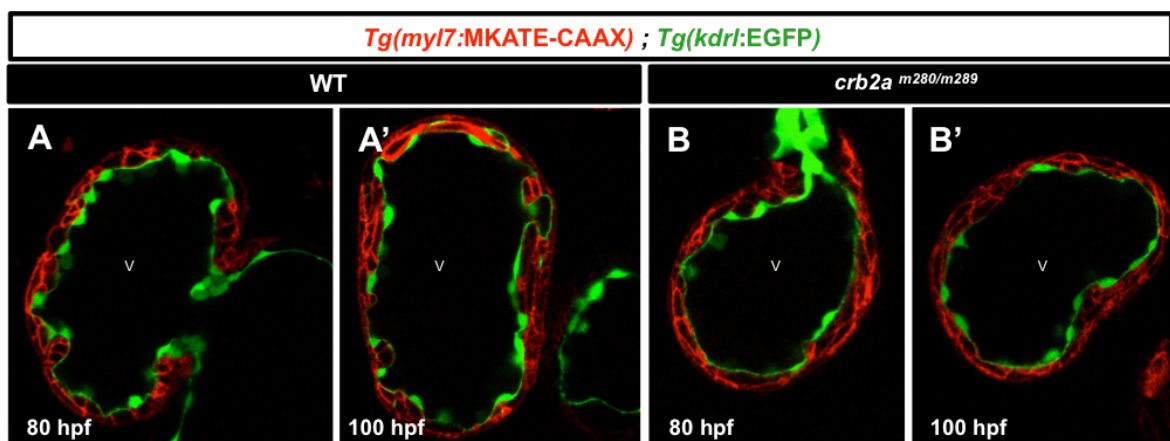 Tg(myl7:MKATE-CAAX) ; Tg(kdrl:EGFP)
WT
crb2a m280/m289
A
A'
B
B'
V
V
V
V
80 hpf
100 hpf
80 hpf
100 hpf